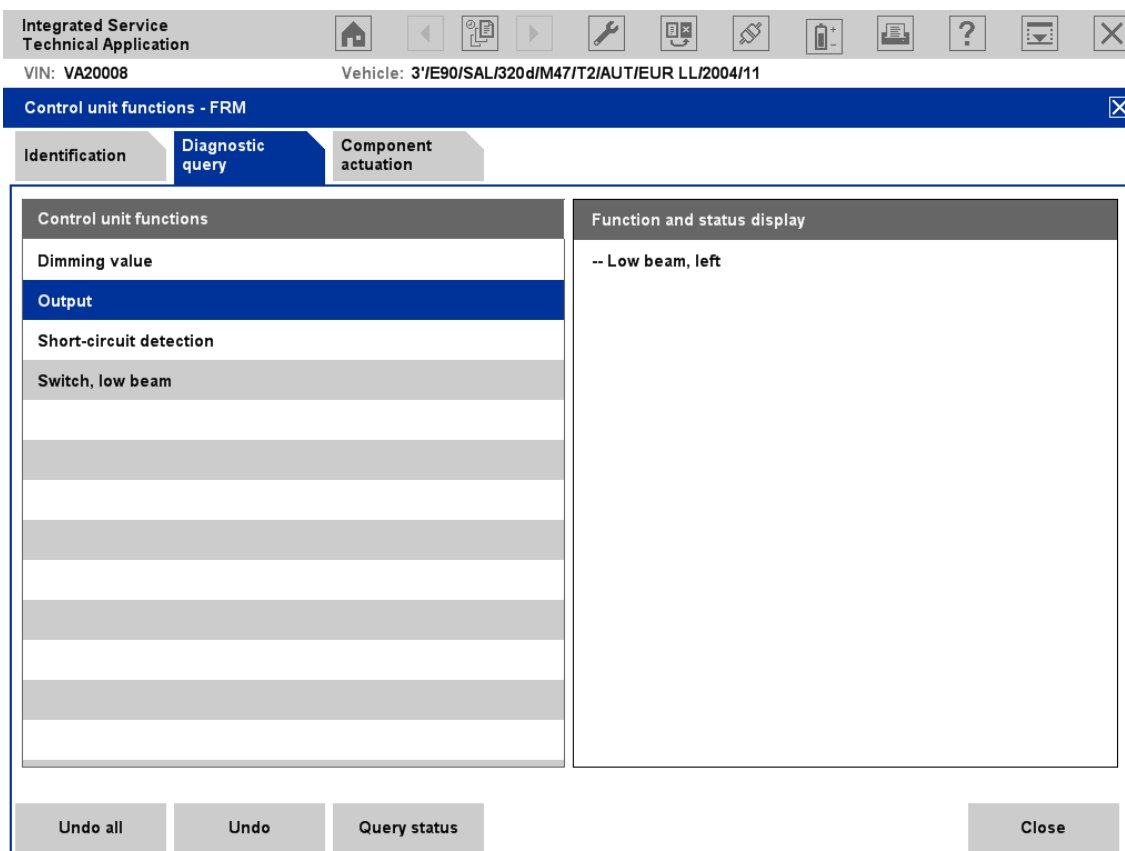 Integrated Service
Technical Application
VIN: VA20008
Vehicle: 3'/E90/SAL/320d/M47/T2/AUT/EUR LL/2004/11
Control unit functions - FRM
Identification
Diagnostic
query
Component
actuation
Control unit functions
Function and status display
Dimming value
-- Low beam, left
Output
Short-circuit detection
Switch, low beam
Undo all
Undo
Query status
Close